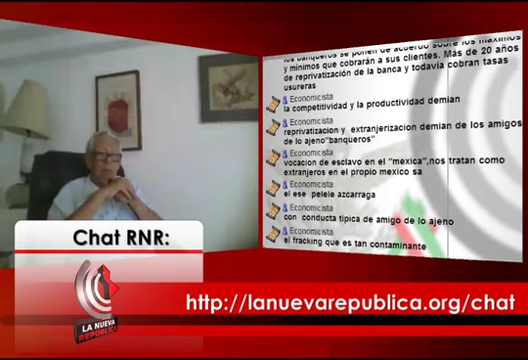 los banqueros se ponen de acuerdo sobre los máximos
y mínimos que cobrarán a sus clientes. Más de 20 años
de reprivatización de la banca y todavía cobran tasas
usureras
Economicista
la competitividad y la productividad demian
Economicista
reprivatizacion y extranjerizacion demian de los amigos
de lo ajeno"banqueros"
Economicista
vocacion de esclavo en el "mexica",nos tratan como
extranjeros en el propio mexico sa
Economicista
el ese pelele azcarraga
Economicista
con conducta tipica de amigo de lo ajeno
Economicista
el fracking que es tan contaminante
Chat RNR:
LA NUEVA
REPUBLICA
http://lanuevarepublica.org/chat